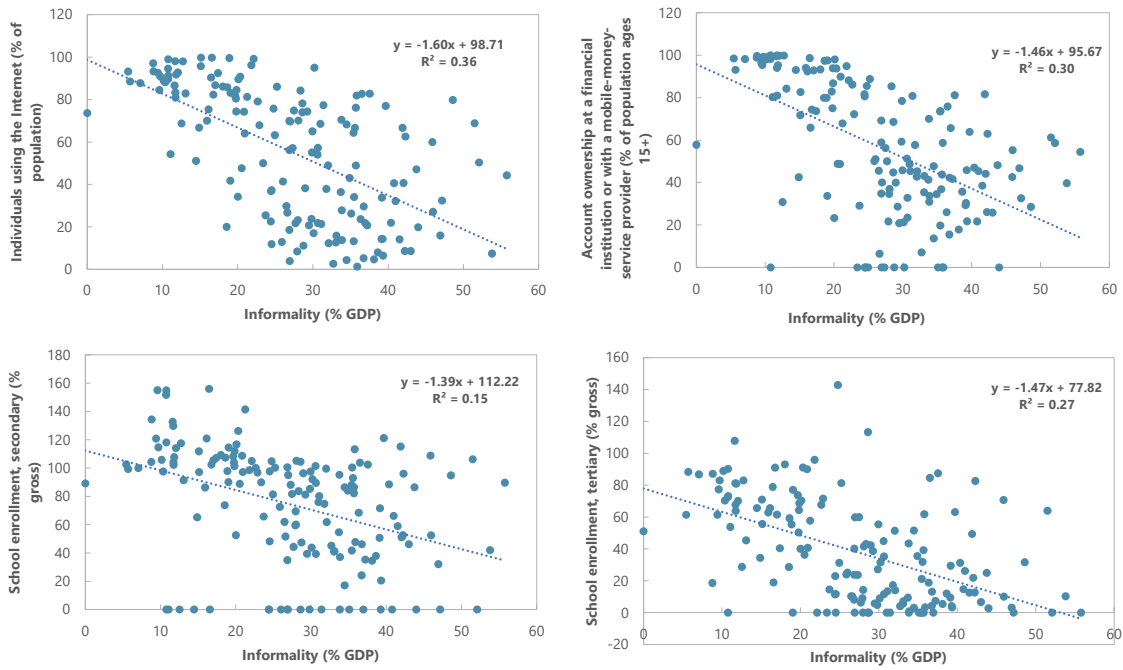 Individuals using the Internet (% of
population)
120
100
80
60
40
20
0
0 10 20 30 40 50 60
Informality (% GDP)
y = -1.60x + 98.71
R² = 0.36
Account ownership at a financial
institution or with a mobile-money-
service provider (% of population ages
15+)
120
100
80
60
40
20
0
0 10 20 30 40 50 60
Informality (% GDP)
y = -1.46x + 95.67
R² = 0.30
School enrollment, secondary (%
gross)
180
160
140
120
100
80
60
40
20
0
0 10 20 30 40 50 60
Informality (% GDP)
y = -1.39x + 112.22
R² = 0.15
School enrollment, tertiary (% gross)
160
140
120
100
80
60
40
20
0
-20
0 10 20 30 40 50 60
Informality (% GDP)
y = -1.47x + 77.82
R² = 0.27